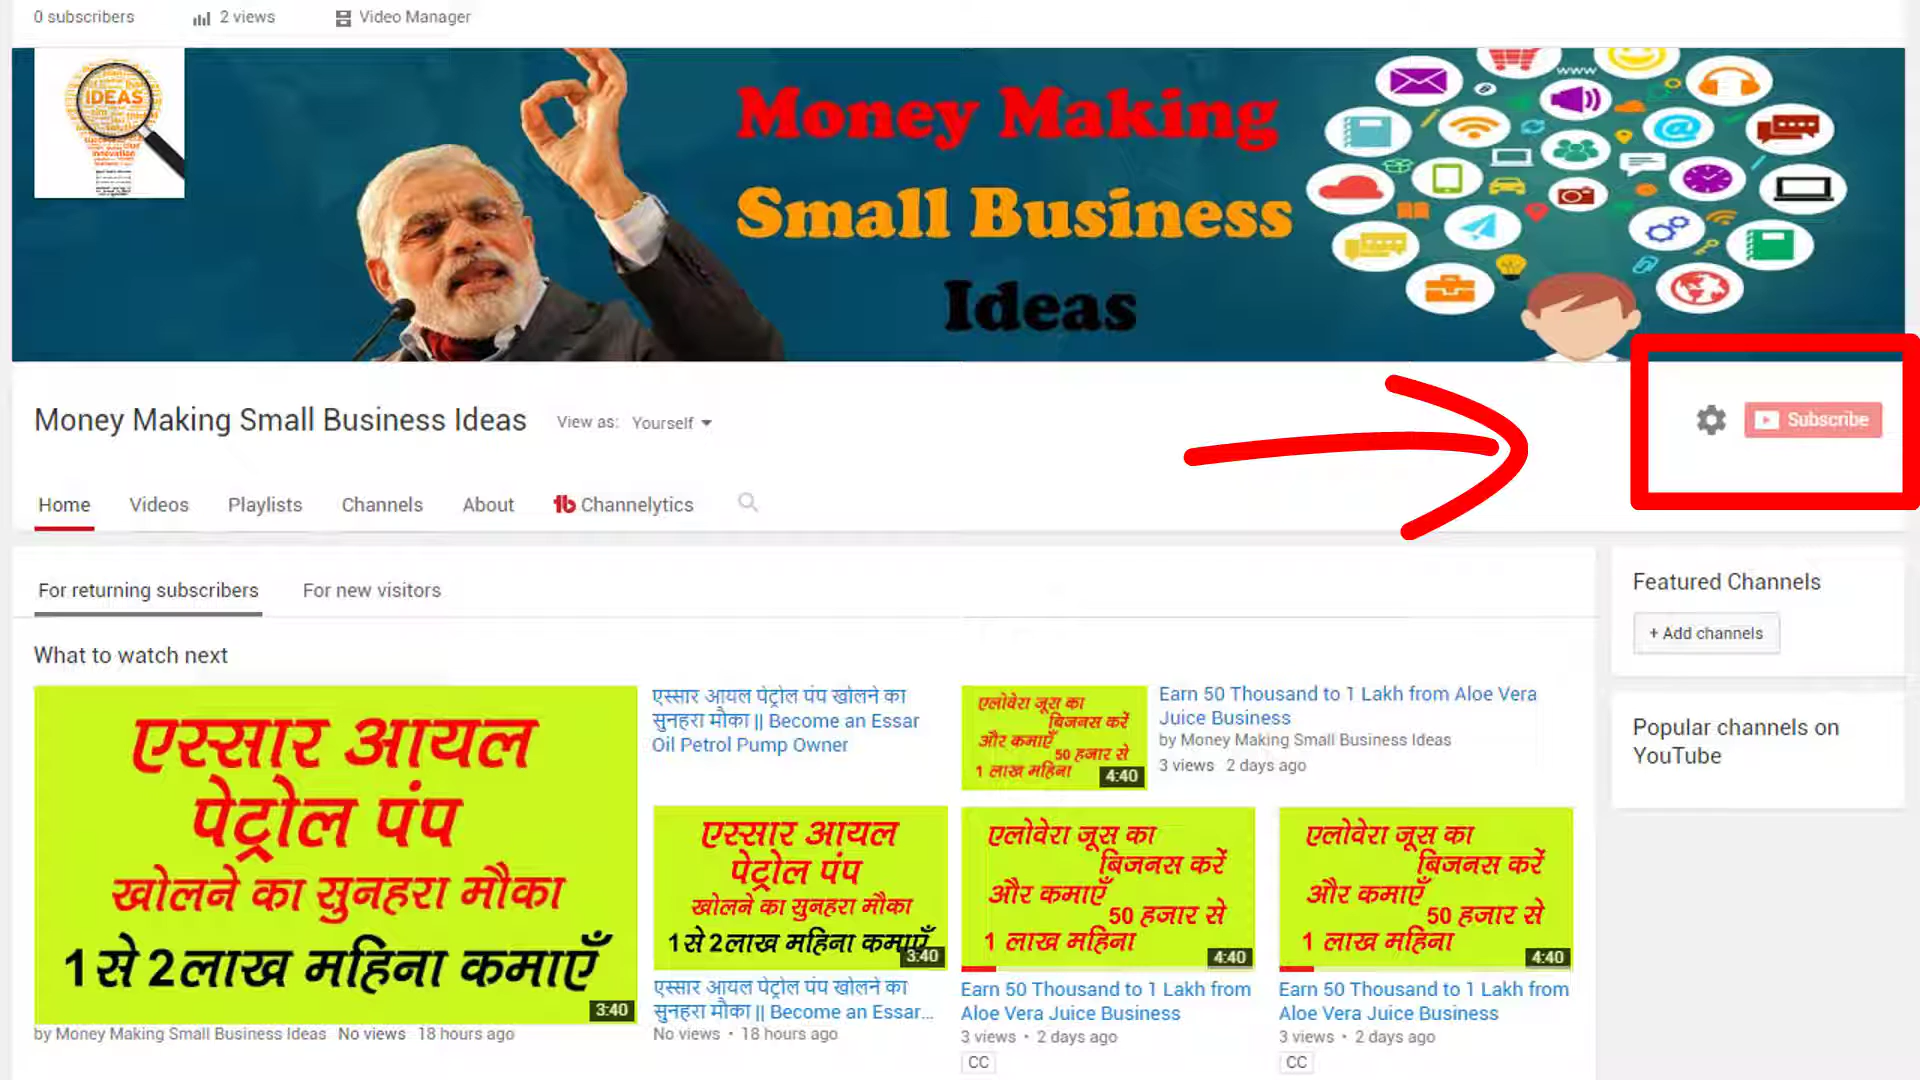 0 subscribers 2 views Video Manager
IDEAS
innovation
Money Making
Small Business
Ideas
www
Money Making Small Business Ideas View as: Yourself
Subscribe
Home Videos Playlists Channels About Channelytics
For returning subscribers For new visitors
What to watch next
एस्सार आयल
पेट्रोल पंप
खोलने का सुनहरा मौका
1 से 2 लाख महिना कमाएँ
3:40
by Money Making Small Business Ideas No views 18 hours ago
एस्सार आयल पेट्रोल पंप खोलने का
सुनहरा मौका || Become an Essar
Oil Petrol Pump Owner
एस्सार आयल
पेट्रोल पंप
खोलने का सुनहरा मौका
1 से 2 लाख महिना कमाएँ
3:40
एस्सार आयल पेट्रोल पंप खोलने का
सुनहरा मौका || Become an Essar...
No views • 18 hours ago
एलोवेरा जूस का
बिजनस करें
और कमाएँ
50 हजार से
1 लाख महिना
4:40
Earn 50 Thousand to 1 Lakh from Aloe Vera
Juice Business
by Money Making Small Business Ideas
3 views 2 days ago
एलोवेरा जूस का
बिजनस करें
और कमाएँ
50 हजार से
1 लाख महिना
4:40
Earn 50 Thousand to 1 Lakh from
Aloe Vera Juice Business
3 views • 2 days ago
CC
एलोवेरा जूस का
बिजनस करें
और कमाएँ
50 हजार से
1 लाख महिना
4:40
Earn 50 Thousand to 1 Lakh from
Aloe Vera Juice Business
3 views • 2 days ago
CC
Featured Channels
+ Add channels
Popular channels on
YouTube